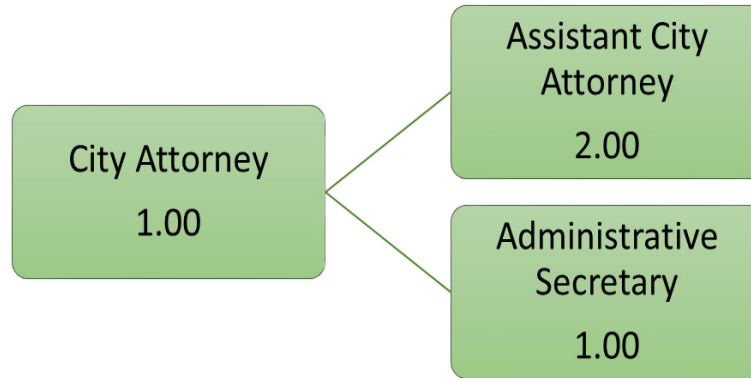 City Attorney
1.00
Assistant City
Attorney
2.00
Administrative
Secretary
1.00